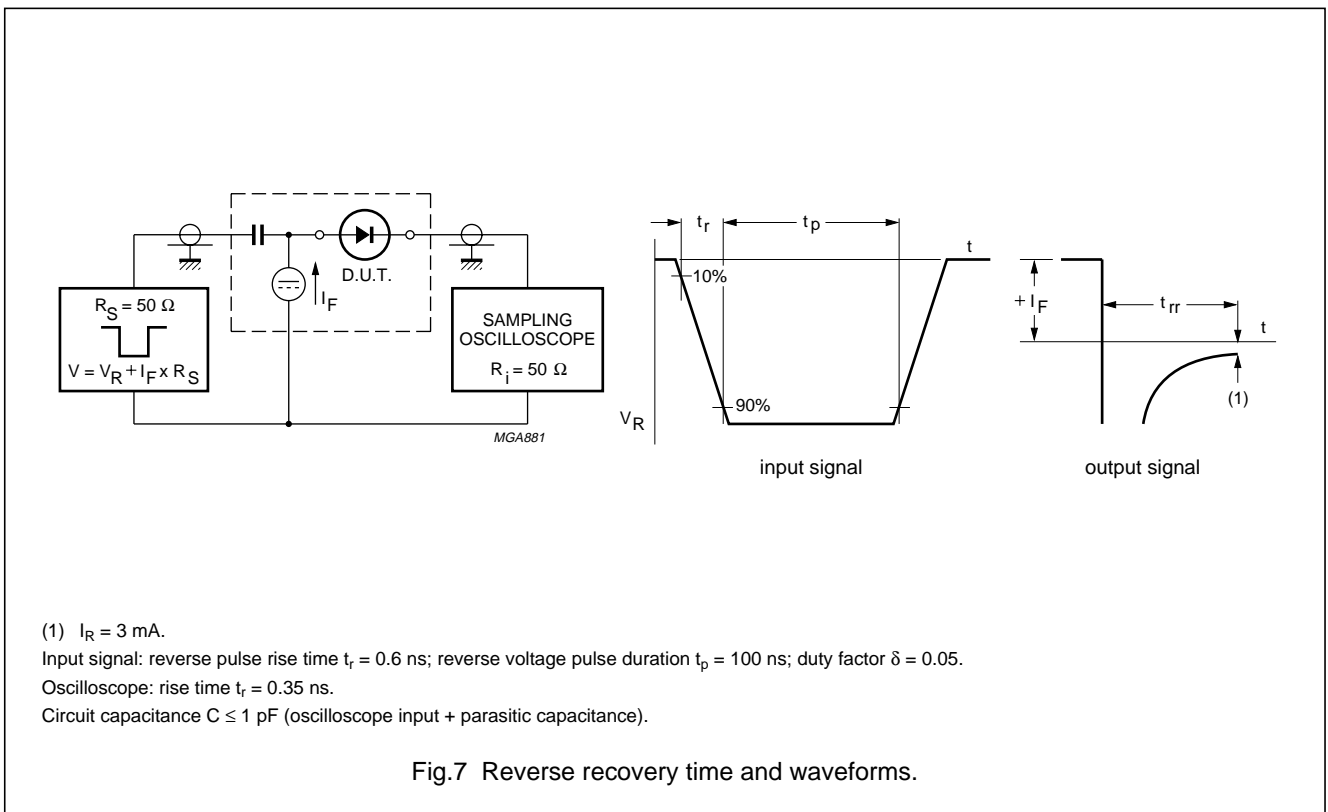 R_S = 50 Ω
V = V_R + I_F x R_S
I_F
D.U.T.
SAMPLING
OSCILLOSCOPE
R_i = 50 Ω
MGA881
t_r
t_p
t
10%
90%
V_R
input signal
+ I_F
t_rr
t
(1)
output signal
(1) I_R = 3 mA.
Input signal: reverse pulse rise time t_r = 0.6 ns; reverse voltage pulse duration t_p = 100 ns; duty factor δ = 0.05.
Oscilloscope: rise time t_r = 0.35 ns.
Circuit capacitance C ≤ 1 pF (oscilloscope input + parasitic capacitance).
Fig.7 Reverse recovery time and waveforms.